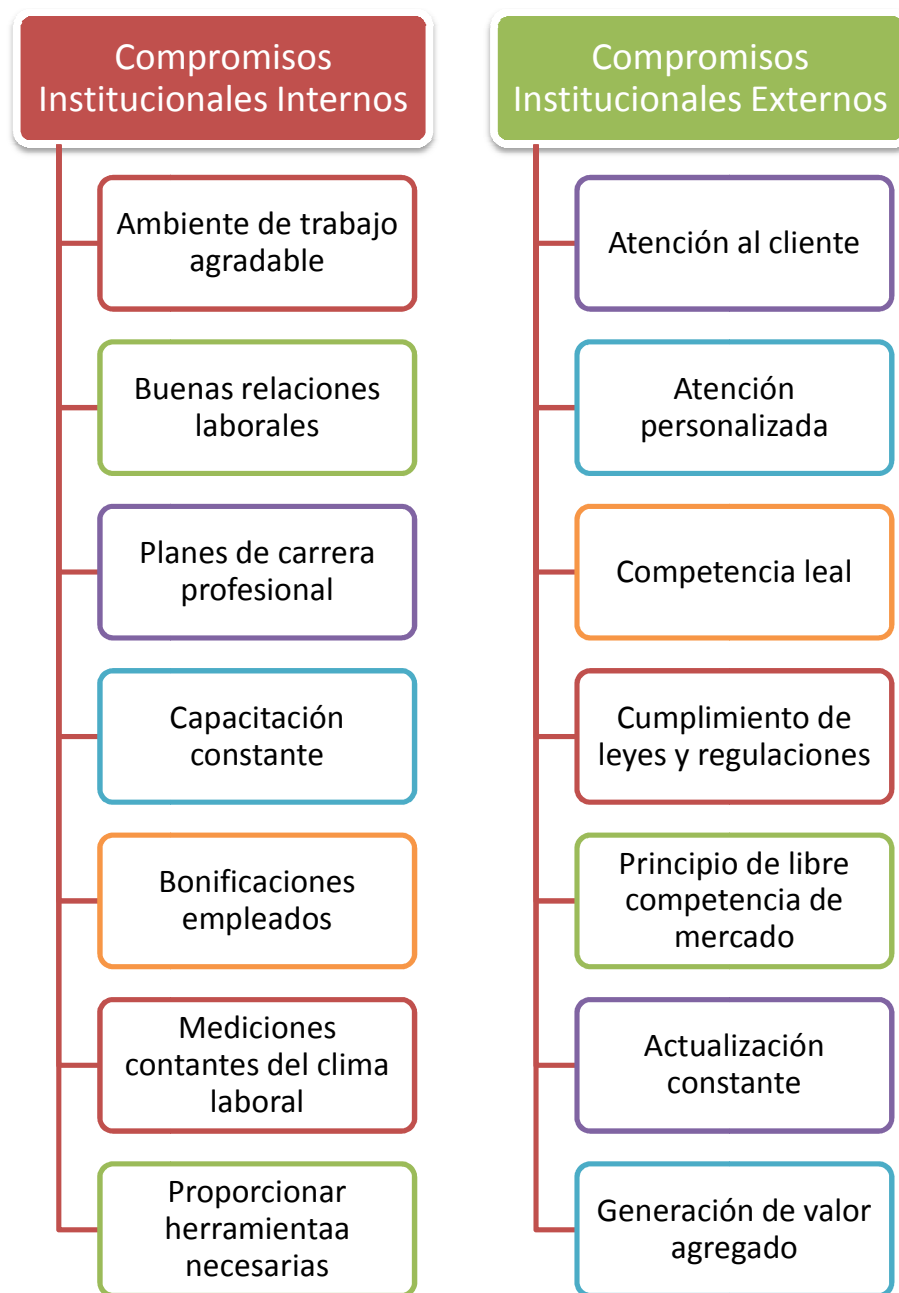 Compromisos
Institucionales Internos
Ambiente de trabajo
agradable
Buenas relaciones
laborales
Planes de carrera
profesional
Capacitación
constante
Bonificaciones
empleados
Mediciones
contantes del clima
laboral
Proporcionar
herramientaa
necesarias
Compromisos
Institucionales Externos
Atención al cliente
Atención
personalizada
Competencia leal
Cumplimiento de
leyes y regulaciones
Principio de libre
competencia de
mercado
Actualización
constante
Generación de valor
agregado